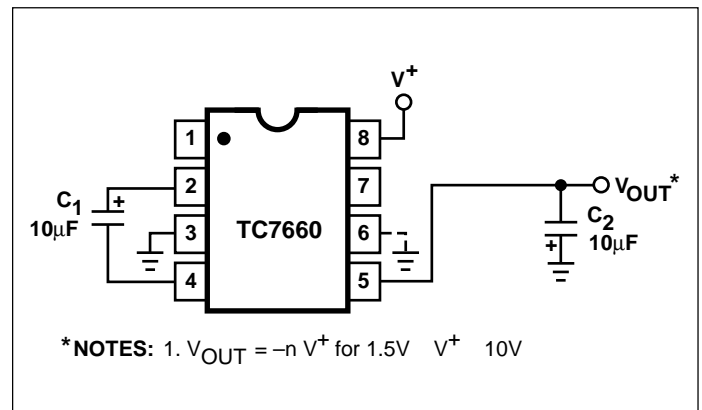 V+
1
8
2
7
C1
+
10µF
TC7660
VOUT*
3
6
C2
10µF
+
4
5
*NOTES: 1. VOUT = –n V+ for 1.5V V+ 10V